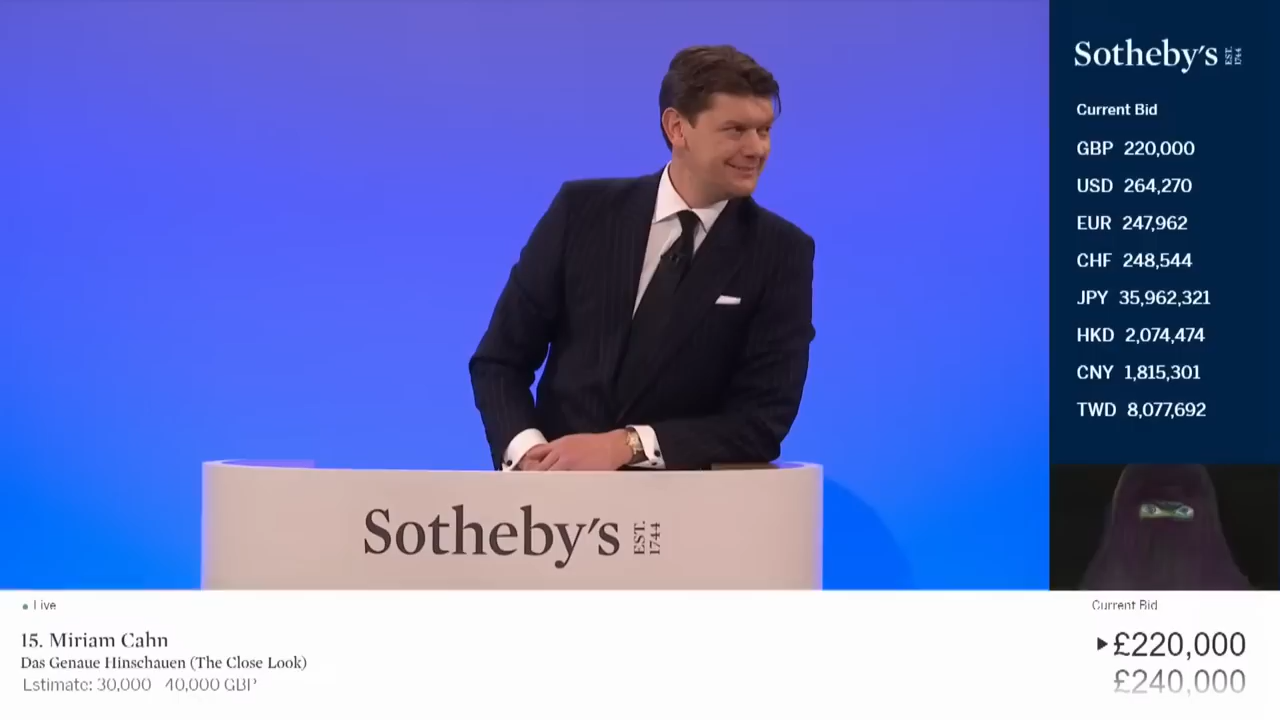 Sotheby's EST. 1744
Current Bid
GBP 220,000
USD 264,270
EUR 247,962
CHF 248,544
JPY 35,962,321
HKD 2,074,474
CNY 1,815,301
TWD 8,077,692
Sotheby's EST. 1744
Live
15. Miriam Cahn
Das Genaue Hinschauen (The Close Look)
Estimate: 30,000 40,000 GBP
Current Bid
£220,000
£240,000